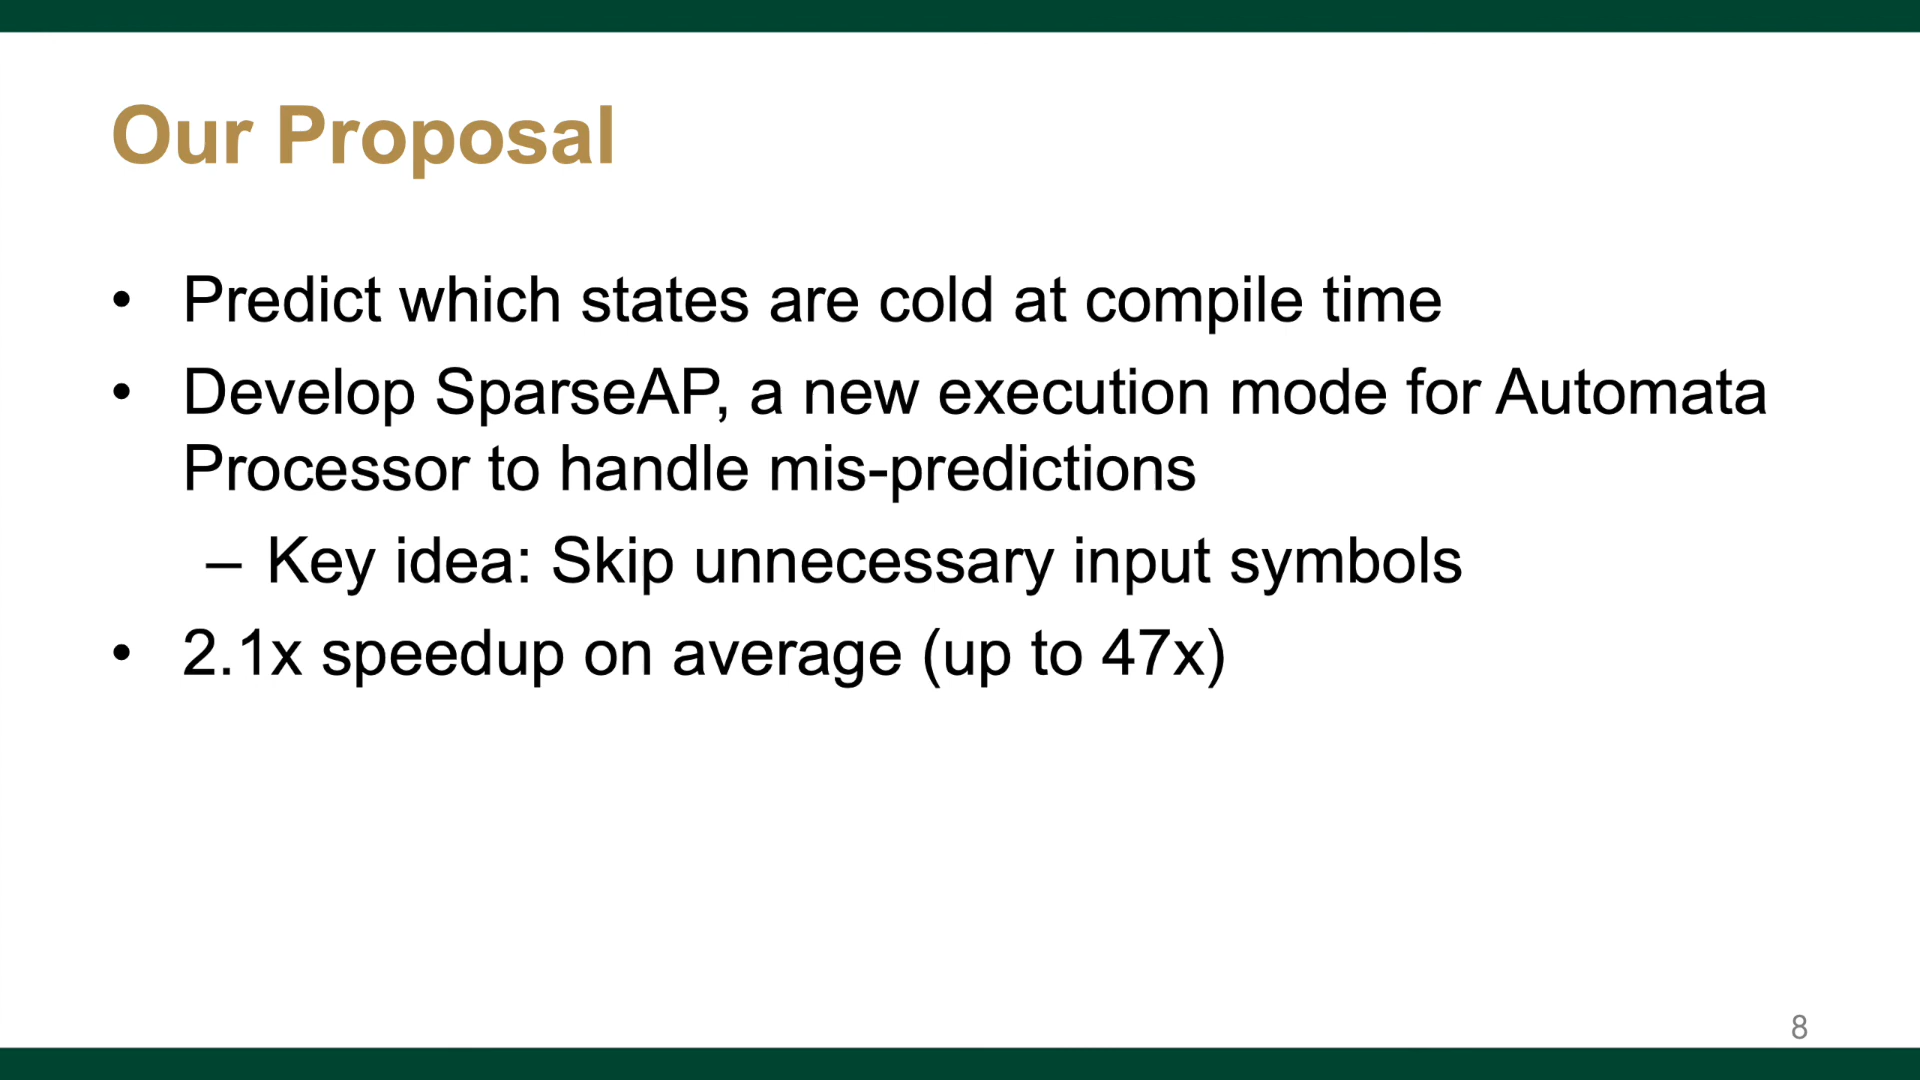 Our Proposal
• Predict which states are cold at compile time
• Develop SparseAP, a new execution mode for Automata
Processor to handle mis-predictions
– Key idea: Skip unnecessary input symbols
• 2.1x speedup on average (up to 47x)
8